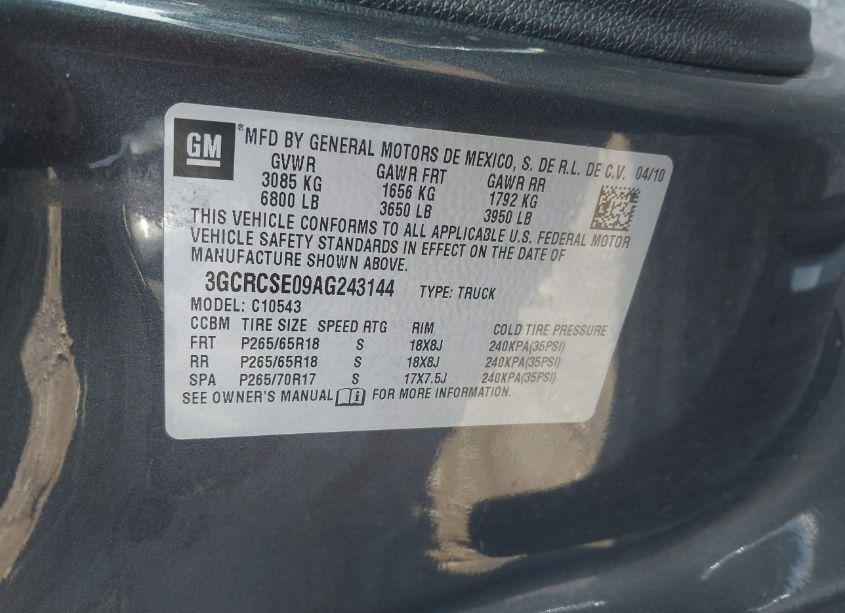 GM *MFD BY GENERAL MOTORS DE MEXICO, S. DE R.L. DE C.V. 04/10
GVWR GAWR FRT GAWR RR
3085 KG 1656 KG 1792 KG
6800 LB 3650 LB 3950 LB
THIS VEHICLE CONFORMS TO ALL APPLICABLE U.S. FEDERAL MOTOR
VEHICLE SAFETY STANDARDS IN EFFECT ON THE DATE OF
MANUFACTURE SHOWN ABOVE.
3GCRCSE09AG243144 TYPE: TRUCK
MODEL: C10543
CCBM TIRE SIZE SPEED RTG RIM COLD TIRE PRESSURE
FRT P265/65R18 S 18X8J 240KPA(35PSI)
RR P265/65R18 S 18X8J 240KPA(35PSI)
SPA P265/70R17 S 17X7.5J 240KPA(35PSI)
SEE OWNER'S MANUAL FOR MORE INFORMATION.